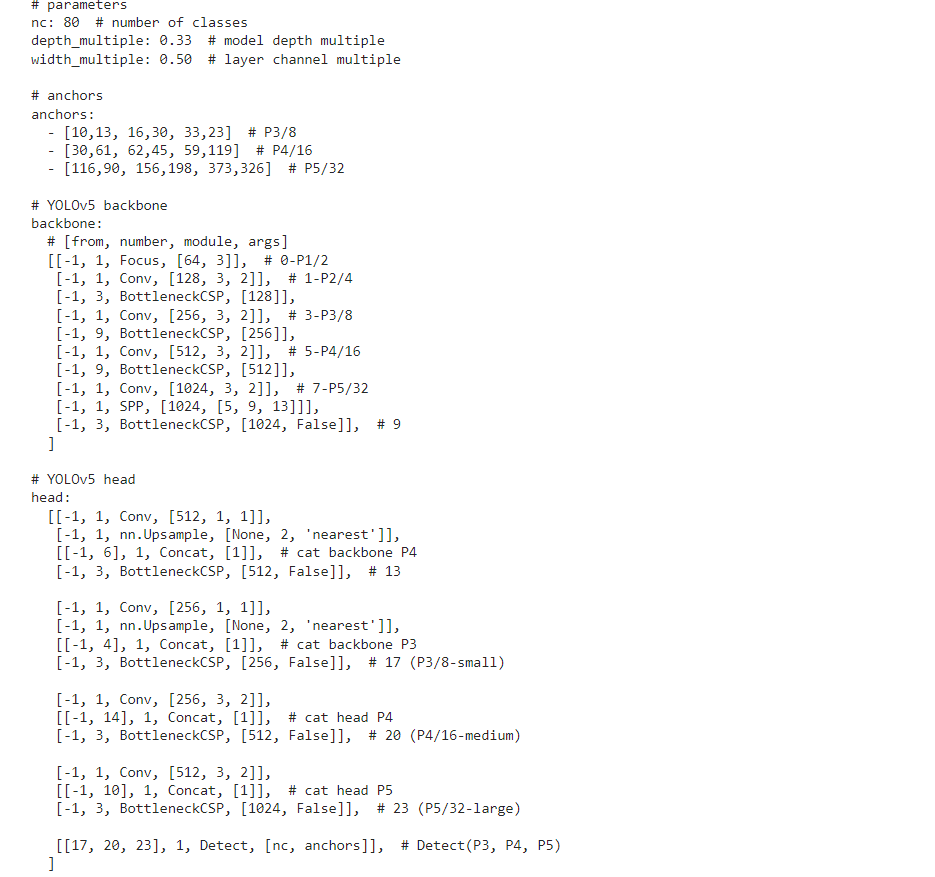 # parameters
nc: 80  # number of classes
depth_multiple: 0.33  # model depth multiple
width_multiple: 0.50  # layer channel multiple

# anchors
anchors:
  - [10,13, 16,30, 33,23]  # P3/8
  - [30,61, 62,45, 59,119]  # P4/16
  - [116,90, 156,198, 373,326]  # P5/32

# YOLOv5 backbone
backbone:
  # [from, number, module, args]
  [[-1, 1, Focus, [64, 3]],  # 0-P1/2
   [-1, 1, Conv, [128, 3, 2]],  # 1-P2/4
   [-1, 3, BottleneckCSP, [128]],
   [-1, 1, Conv, [256, 3, 2]],  # 3-P3/8
   [-1, 9, BottleneckCSP, [256]],
   [-1, 1, Conv, [512, 3, 2]],  # 5-P4/16
   [-1, 9, BottleneckCSP, [512]],
   [-1, 1, Conv, [1024, 3, 2]],  # 7-P5/32
   [-1, 1, SPP, [1024, [5, 9, 13]]],
   [-1, 3, BottleneckCSP, [1024, False]],  # 9
  ]

# YOLOv5 head
head:
  [[-1, 1, Conv, [512, 1, 1]],
   [-1, 1, nn.Upsample, [None, 2, 'nearest']],
   [[-1, 6], 1, Concat, [1]],  # cat backbone P4
   [-1, 3, BottleneckCSP, [512, False]],  # 13

   [-1, 1, Conv, [256, 1, 1]],
   [-1, 1, nn.Upsample, [None, 2, 'nearest']],
   [[-1, 4], 1, Concat, [1]],  # cat backbone P3
   [-1, 3, BottleneckCSP, [256, False]],  # 17 (P3/8-small)

   [-1, 1, Conv, [256, 3, 2]],
   [[-1, 14], 1, Concat, [1]],  # cat head P4
   [-1, 3, BottleneckCSP, [512, False]],  # 20 (P4/16-medium)

   [-1, 1, Conv, [512, 3, 2]],
   [[-1, 10], 1, Concat, [1]],  # cat head P5
   [-1, 3, BottleneckCSP, [1024, False]],  # 23 (P5/32-large)

   [[17, 20, 23], 1, Detect, [nc, anchors]],  # Detect(P3, P4, P5)
  ]